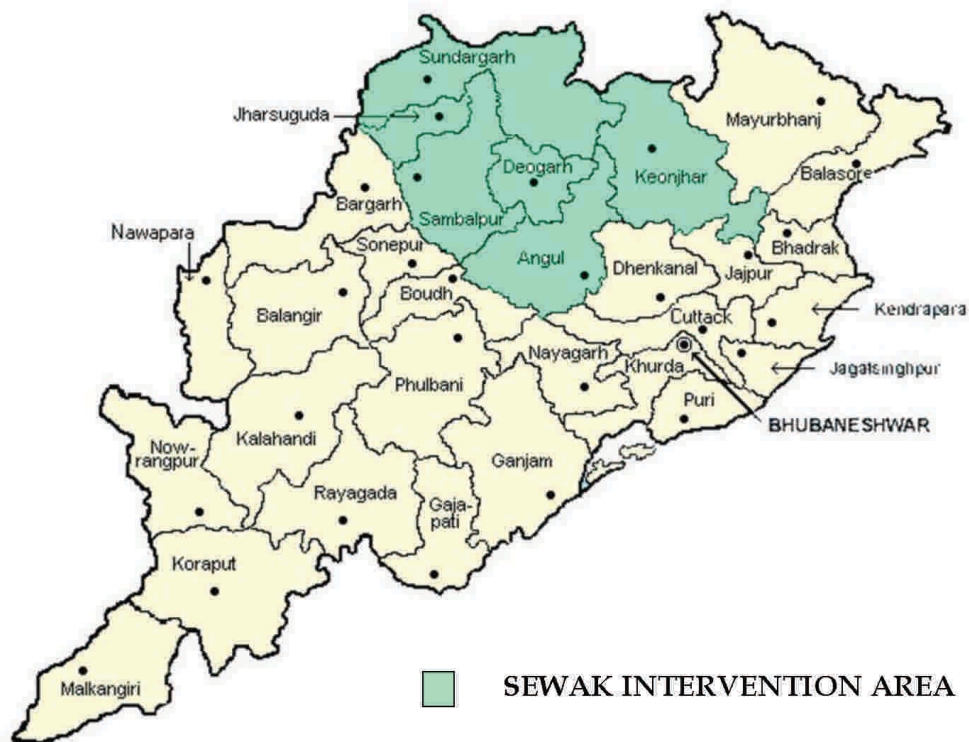 Sundargarh
Jharsuguda
Mayurbhanj
Deogarh
Keonjhar
Balasore
Bargarh
Sambalpur
Nawapara
Sonepur
Angul
Bhadrak
Dhenkanal
Jajpur
Boudh
Balangir
Kendrapara
Cuttack
Nayagarh
Khurda
Jagatsinghpur
Phulbani
Puri
BHUBANESHWAR
Kalahandi
Now-
rangpur
Ganjam
Rayagada
Gaja-
pati
Koraput
Malkangiri
SEWAK INTERVENTION AREA